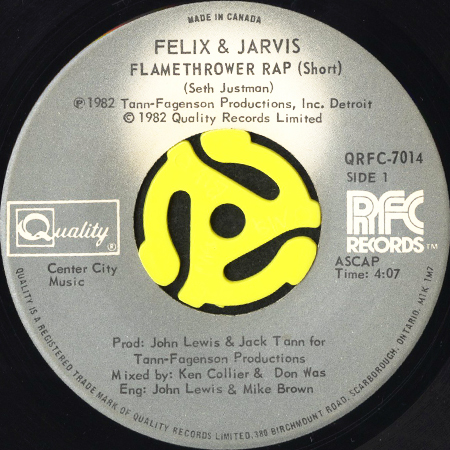 MADE IN CANADA
FELIX & JARVIS
FLAMETHROWER RAP (Short)
(Seth Justman)
℗ 1982 Tann-Fagenson Productions, Inc. Detroit
© 1982 Quality Records Limited
QRFC-7014
SIDE 1
Quality®
RFC
RECORDS™
Center City
Music
ASCAP
Time: 4:07
Prod: John Lewis & Jack Tann for
Tann-Fagenson Productions
Mixed by: Ken Collier & Don Was
Eng: John Lewis & Mike Brown
QUALITY IS A REGISTERED TRADE MARK OF QUALITY RECORDS LIMITED, 380 BIRCHMOUNT ROAD, SCARBOROUGH, ONTARIO, M1K 1M7